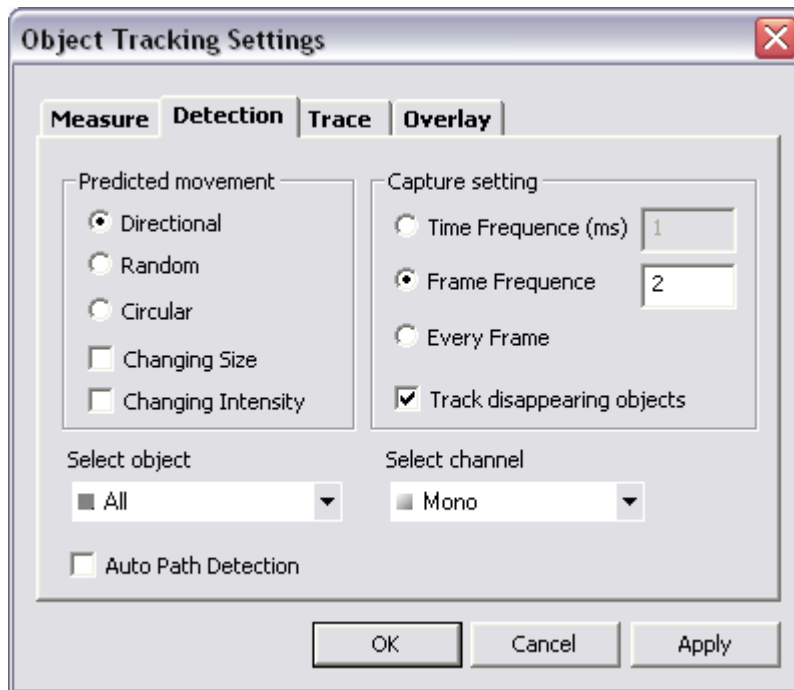 Object Tracking Settings
Measure Detection Trace Overlay
Predicted movement
Directional
Random
Circular
Changing Size
Changing Intensity
Capture setting
Time Frequence (ms) 1
Frame Frequence 2
Every Frame
Track disappearing objects
Select object
All
Select channel
Mono
Auto Path Detection
OK Cancel Apply